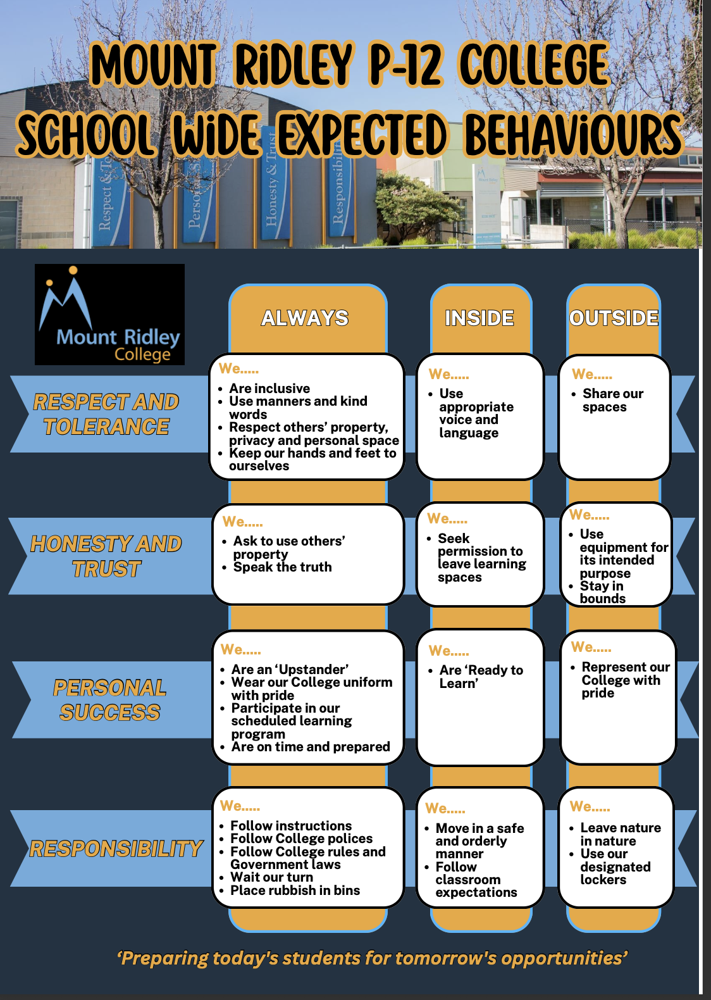 MOUNT RiDLEY P-12 COLLEGE
SCHOOL WiDE EXPECTED BEHAViOURS
Respect &
Honesty & Trust
Mount Ridley
Mount Ridley
College
ALWAYS
INSIDE
OUTSIDE
RESPECT AND
TOLERANCE
We.....
• Are inclusive
• Use manners and kind
words
• Respect others’ property,
privacy and personal space
• Keep our hands and feet to
ourselves
We.....
• Use
appropriate
voice and
language
We.....
• Share our
spaces
HONESTY AND
TRUST
We.....
• Ask to use others’
property
• Speak the truth
We.....
• Seek
permission to
leave learning
spaces
We.....
• Use
equipment for
its intended
purpose
• Stay in
bounds
PERSONAL
SUCCESS
We.....
• Are an ‘Upstander’
• Wear our College uniform
with pride
• Participate in our
scheduled learning
program
• Are on time and prepared
We.....
• Are ‘Ready to
Learn’
We.....
• Represent our
College with
pride
RESPONSIBILITY
We.....
• Follow instructions
• Follow College polices
• Follow College rules and
Government laws
• Wait our turn
• Place rubbish in bins
We.....
• Move in a safe
and orderly
manner
• Follow
classroom
expectations
We.....
• Leave nature
in nature
• Use our
designated
lockers
‘Preparing today's students for tomorrow's opportunities’